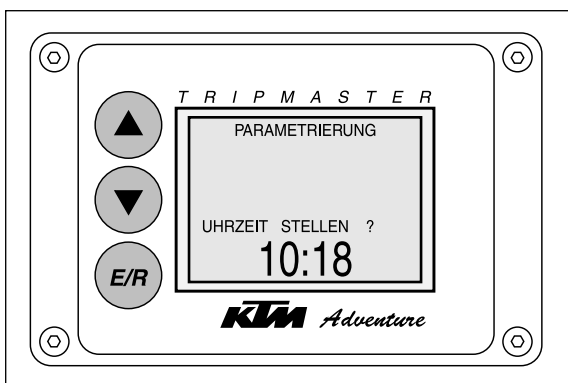 TRIPMASTER
PARAMETRIERUNG
UHRZEIT STELLEN ?
10:18
E/R
KTM Adventure